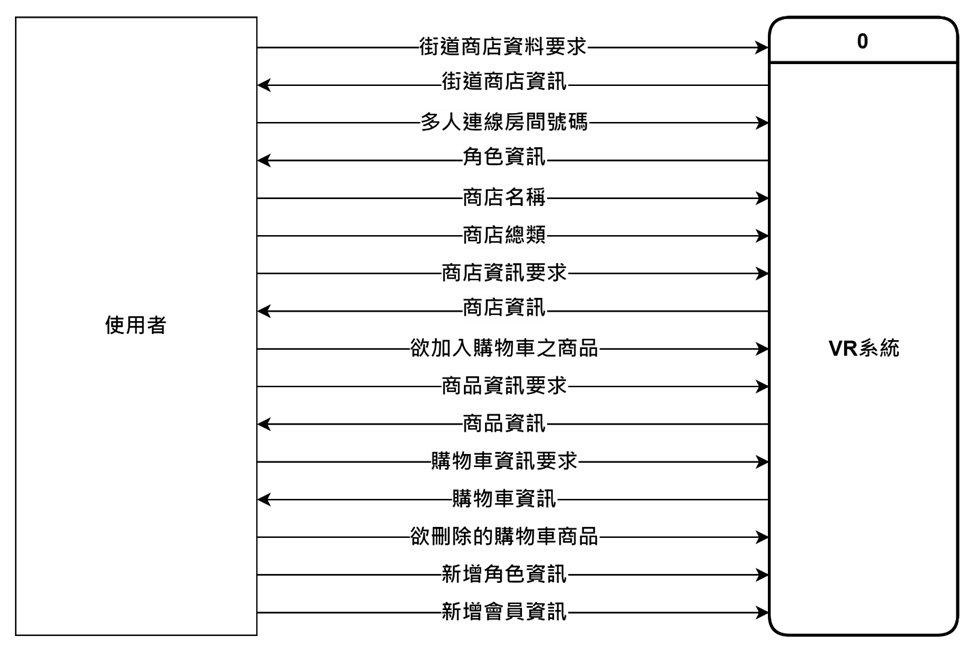 0
街道商店資料要求
街道商店資訊
多人連線房間號碼
角色資訊
商店名稱
商店總類
商店資訊要求
商店資訊
使用者
欲加入購物車之商品
VR系統
商品資訊要求
商品資訊
購物車資訊要求
購物車資訊
欲刪除的購物車商品
新增角色資訊
新增會員資訊